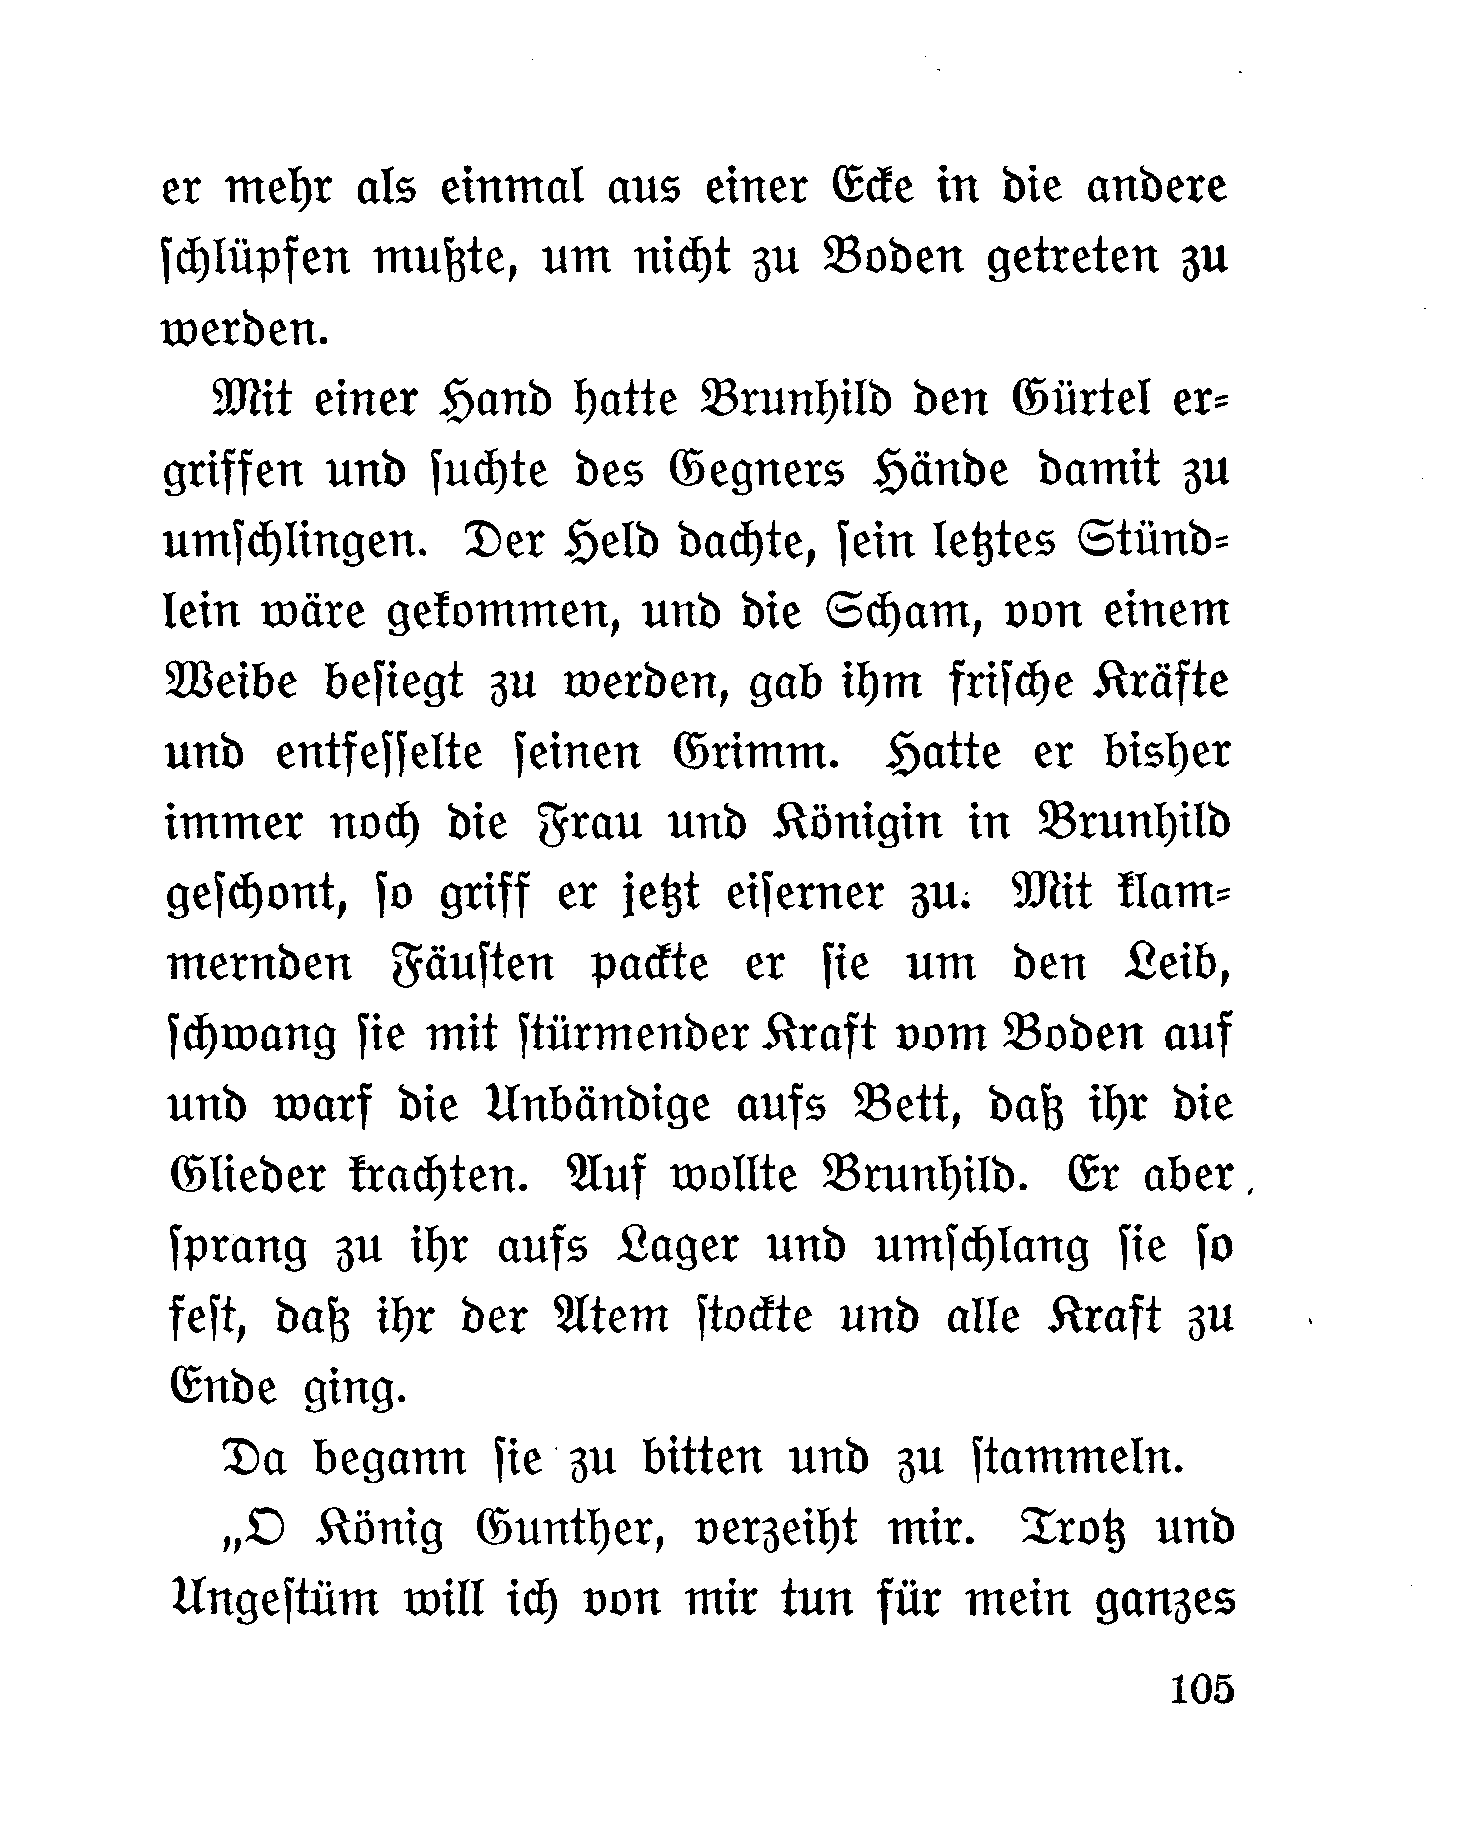 er mehr als einmal aus einer Ecke in die andere
ſchlüpfen mußte, um nicht zu Boden getreten zu
werden.
Mit einer Hand hatte Brunhild den Gürtel er⸗
griffen und ſuchte des Gegners Hände damit zu
umſchlingen. Der Held dachte, ſein letztes Stünd⸗
lein wäre gekommen, und die Scham, von einem
Weibe beſiegt zu werden, gab ihm friſche Kräfte
und entfeſſelte ſeinen Grimm. Hatte er bisher
immer noch die Frau und Königin in Brunhild
geſchont, ſo griff er jetzt eiſerner zu. Mit klam⸗
mernden Fäuſten packte er ſie um den Leib,
ſchwang ſie mit ſtürmender Kraft vom Boden auf
und warf die Unbändige aufs Bett, daß ihr die
Glieder krachten. Auf wollte Brunhild. Er aber
ſprang zu ihr aufs Lager und umſchlang ſie ſo
feſt, daß ihr der Atem ſtockte und alle Kraft zu
Ende ging.
Da begann ſie zu bitten und zu ſtammeln.
„O König Gunther, verzeiht mir. Trotz und
Ungeſtüm will ich von mir tun für mein ganzes
105